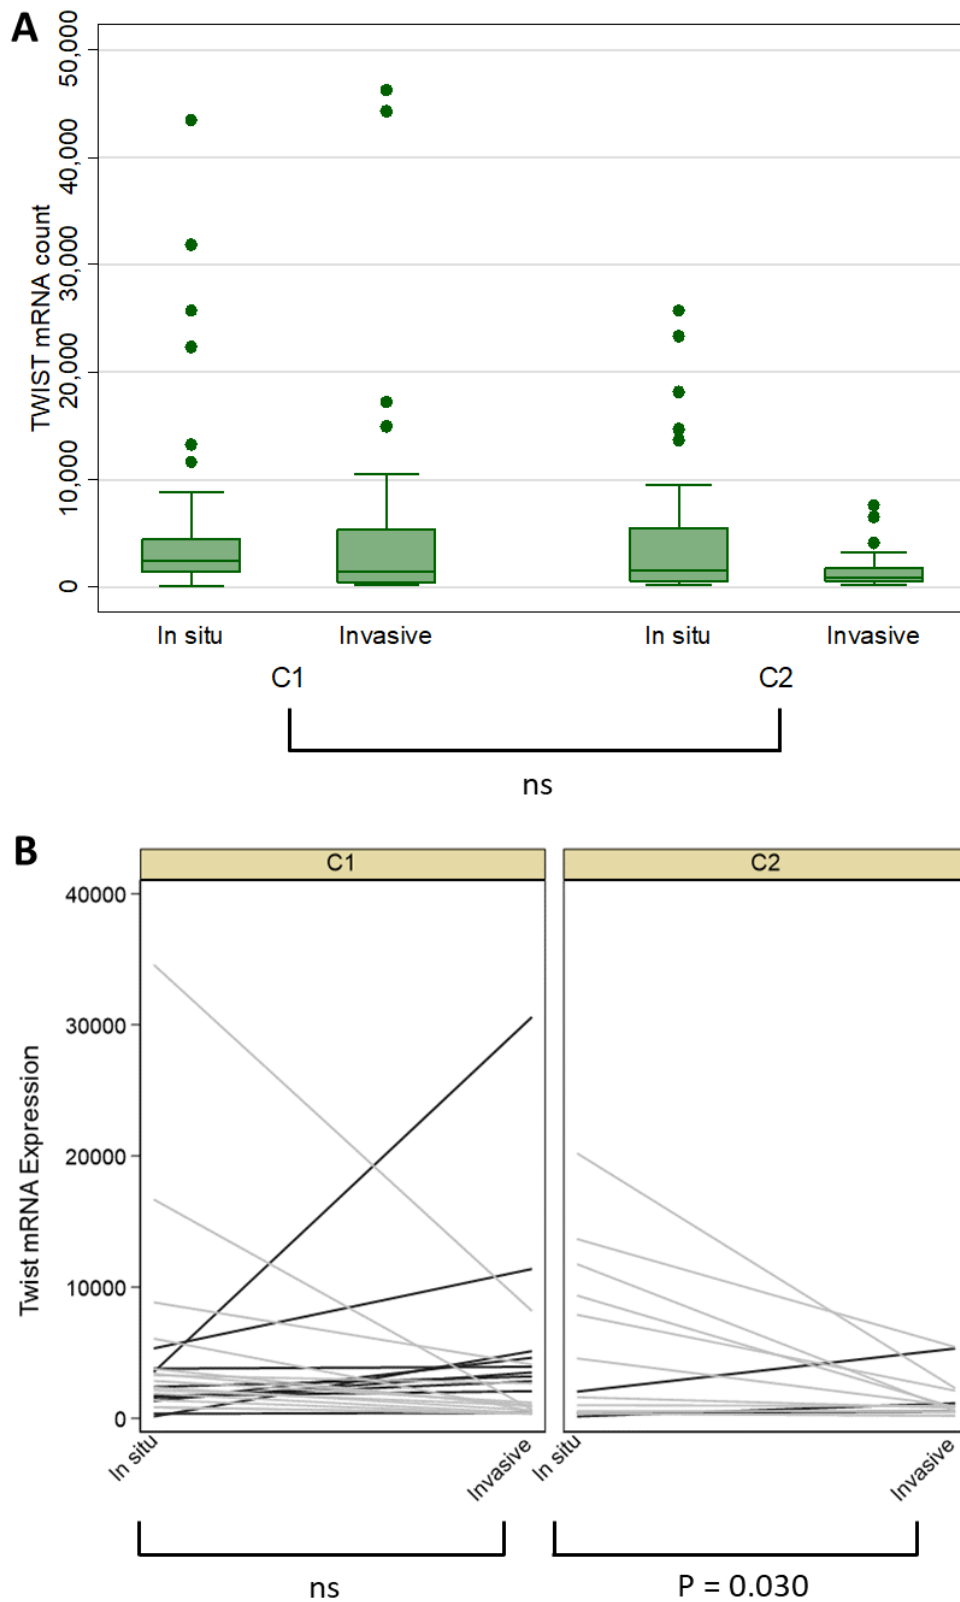 A
TWIST mRNA count
50,000
40,000
30,000
20,000
10,000
0
In situ Invasive In situ Invasive
C1 C2
ns
B
C1 C2
Twist mRNA Expression
40000
30000
20000
10000
0
In situ Invasive In situ Invasive
ns P = 0.030